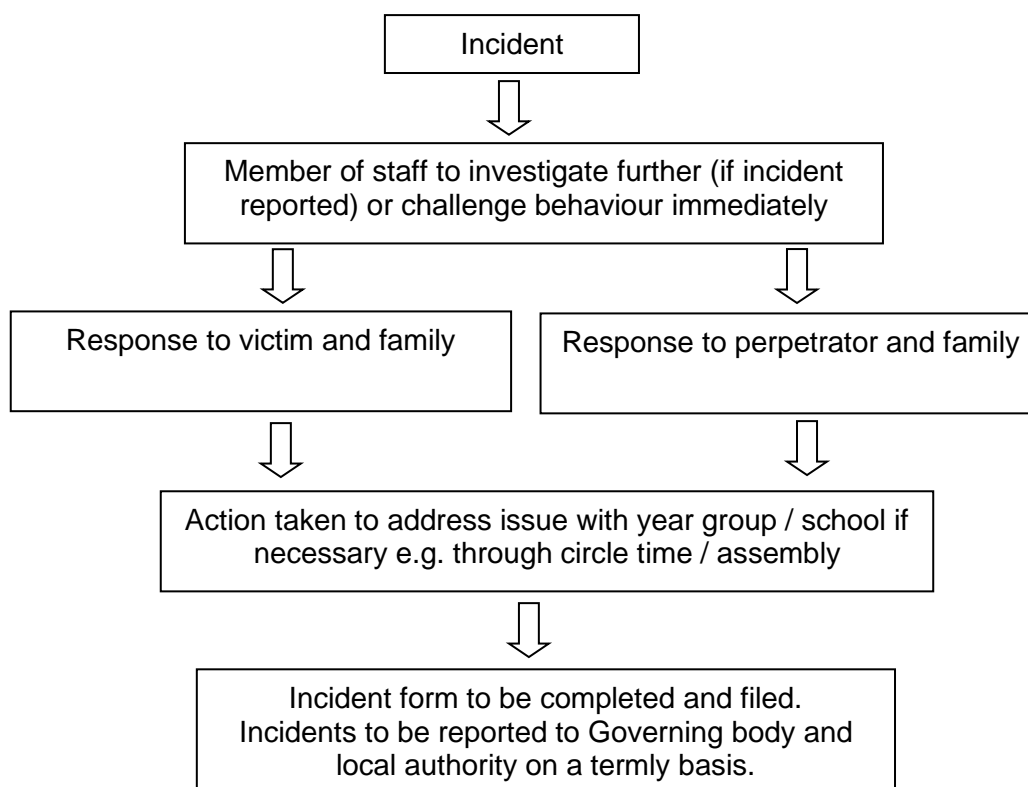 Incident
Member of staff to investigate further (if incident
reported) or challenge behaviour immediately
Response to victim and family
Response to perpetrator and family
Action taken to address issue with year group / school if
necessary e.g. through circle time / assembly
Incident form to be completed and filed.
Incidents to be reported to Governing body and
local authority on a termly basis.